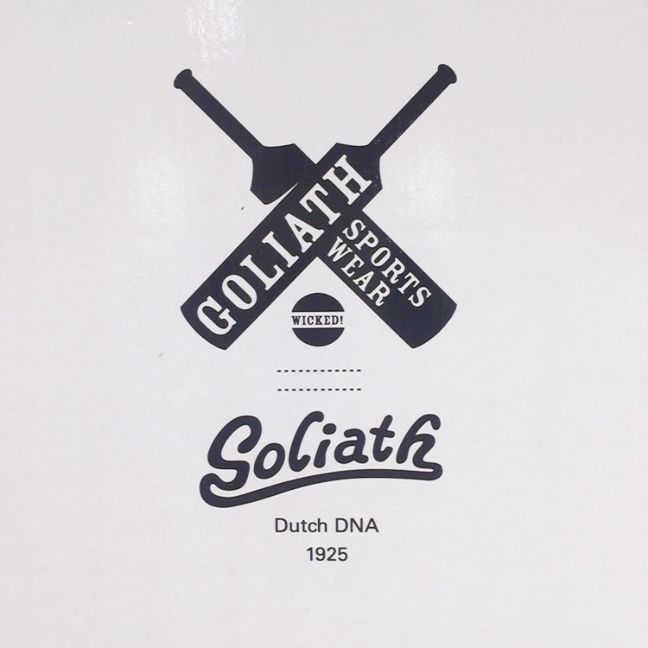 GOLIATH
SPORTS
WEAR
WICKED!
Goliath
Dutch DNA
1925